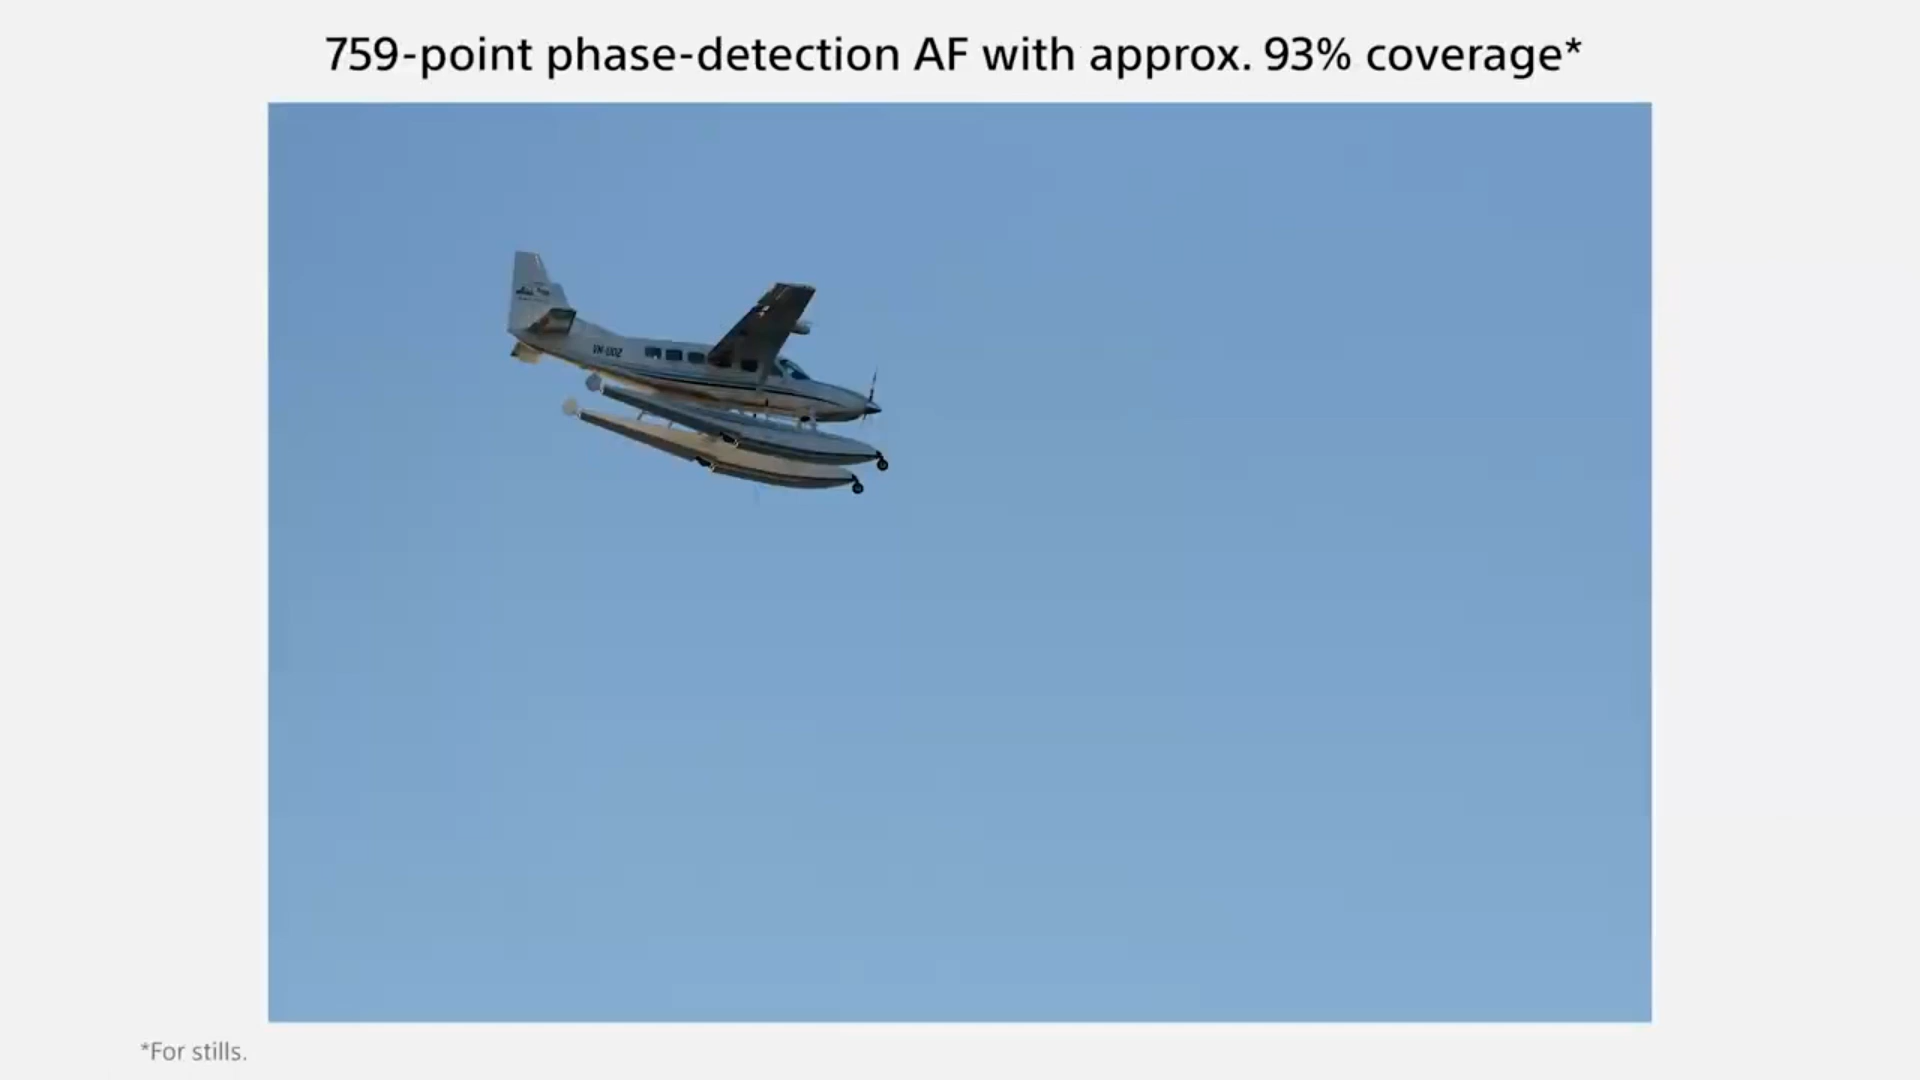 759-point phase-detection AF with approx. 93% coverage*
*For stills.